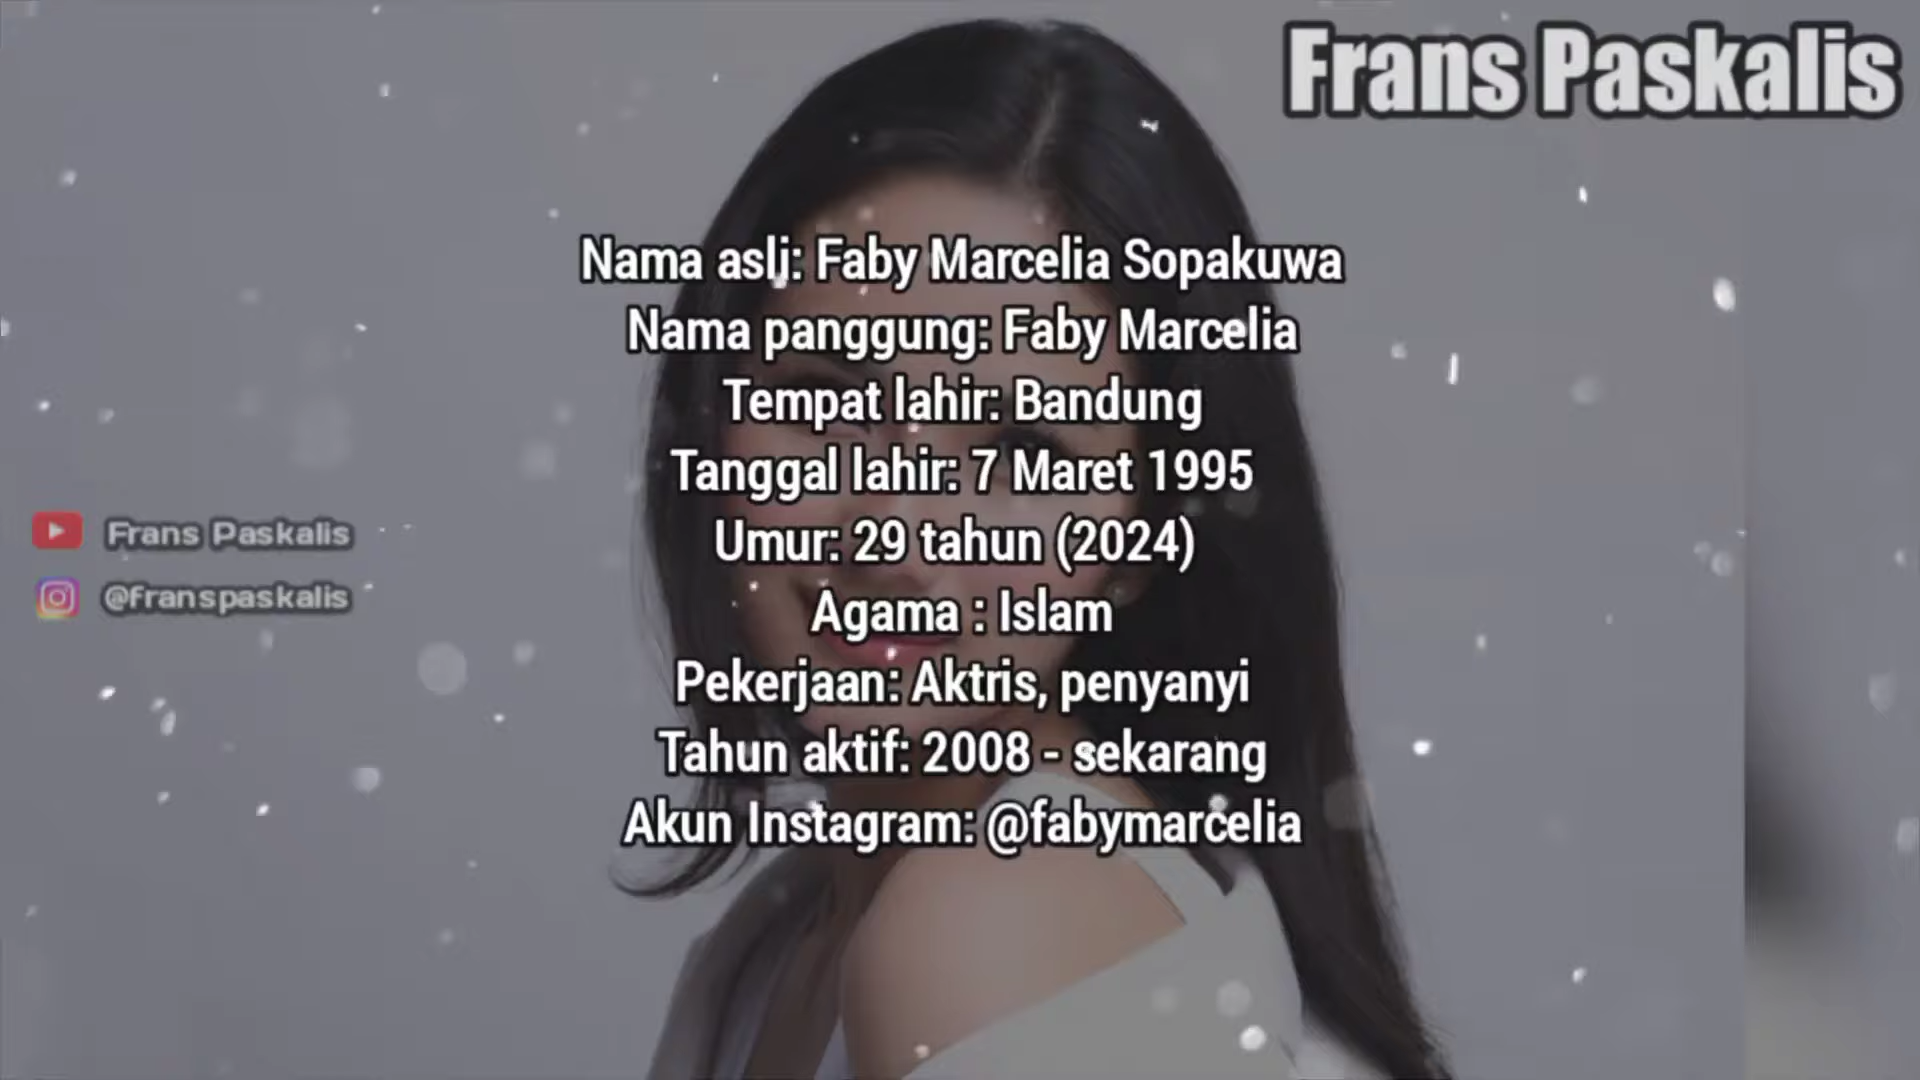 Frans Paskalis
Nama asli: Faby Marcelia Sopakuwa
Nama panggung: Faby Marcelia
Tempat lahir: Bandung
Tanggal lahir: 7 Maret 1995
Umur: 29 tahun (2024)
Agama : Islam
Pekerjaan: Aktris, penyanyi
Tahun aktif: 2008 - sekarang
Akun Instagram: @fabymarcelia
Frans Paskalis
@franspaskalis